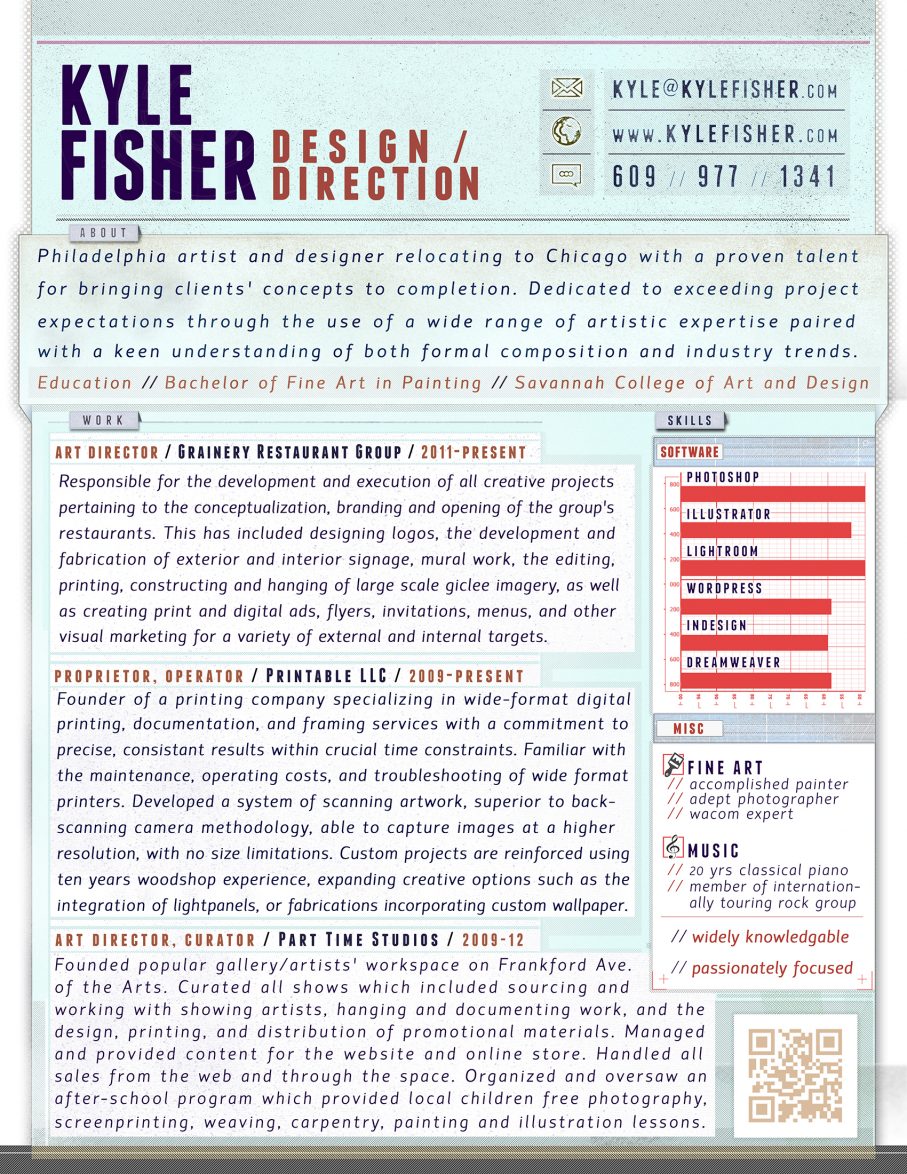 KYLE
FISHER DESIGN /
DIRECTION
KYLE@KYLEFISHER.COM
WWW.KYLEFISHER.COM
609 // 977 // 1341
ABOUT
Philadelphia artist and designer relocating to Chicago with a proven talent
for bringing clients' concepts to completion. Dedicated to exceeding project
expectations through the use of a wide range of artistic expertise paired
with a keen understanding of both formal composition and industry trends.
Education // Bachelor of Fine Art in Painting // Savannah College of Art and Design
WORK
ART DIRECTOR / GRAINERY RESTAURANT GROUP / 2011-PRESENT
Responsible for the development and execution of all creative projects
pertaining to the conceptualization, branding and opening of the group's
restaurants. This has included designing logos, the development and
fabrication of exterior and interior signage, mural work, the editing,
printing, constructing and hanging of large scale giclee imagery, as well
as creating print and digital ads, flyers, invitations, menus, and other
visual marketing for a variety of external and internal targets.
PROPRIETOR, OPERATOR / PRINTABLE LLC / 2009-PRESENT
Founder of a printing company specializing in wide-format digital
printing, documentation, and framing services with a commitment to
precise, consistant results within crucial time constraints. Familiar with
the maintenance, operating costs, and troubleshooting of wide format
printers. Developed a system of scanning artwork, superior to back-
scanning camera methodology, able to capture images at a higher
resolution, with no size limitations. Custom projects are reinforced using
ten years woodshop experience, expanding creative options such as the
integration of lightpanels, or fabrications incorporating custom wallpaper.
ART DIRECTOR, CURATOR / PART TIME STUDIOS / 2009-12
Founded popular gallery/artists' workspace on Frankford Ave.
of the Arts. Curated all shows which included sourcing and
working with showing artists, hanging and documenting work, and the
design, printing, and distribution of promotional materials. Managed
and provided content for the website and online store. Handled all
sales from the web and through the space. Organized and oversaw an
after-school program which provided local children free photography,
screenprinting, weaving, carpentry, painting and illustration lessons.
SKILLS
SOFTWARE
PHOTOSHOP
ILLUSTRATOR
LIGHTROOM
WORDPRESS
INDESIGN
DREAMWEAVER
800
600
400
200
00
200
400
600
800
MISC
FINE ART
// accomplished painter
// adept photographer
// wacom expert
MUSIC
// 20 yrs classical piano
// member of internation-
ally touring rock group
// widely knowledgable
// passionately focused